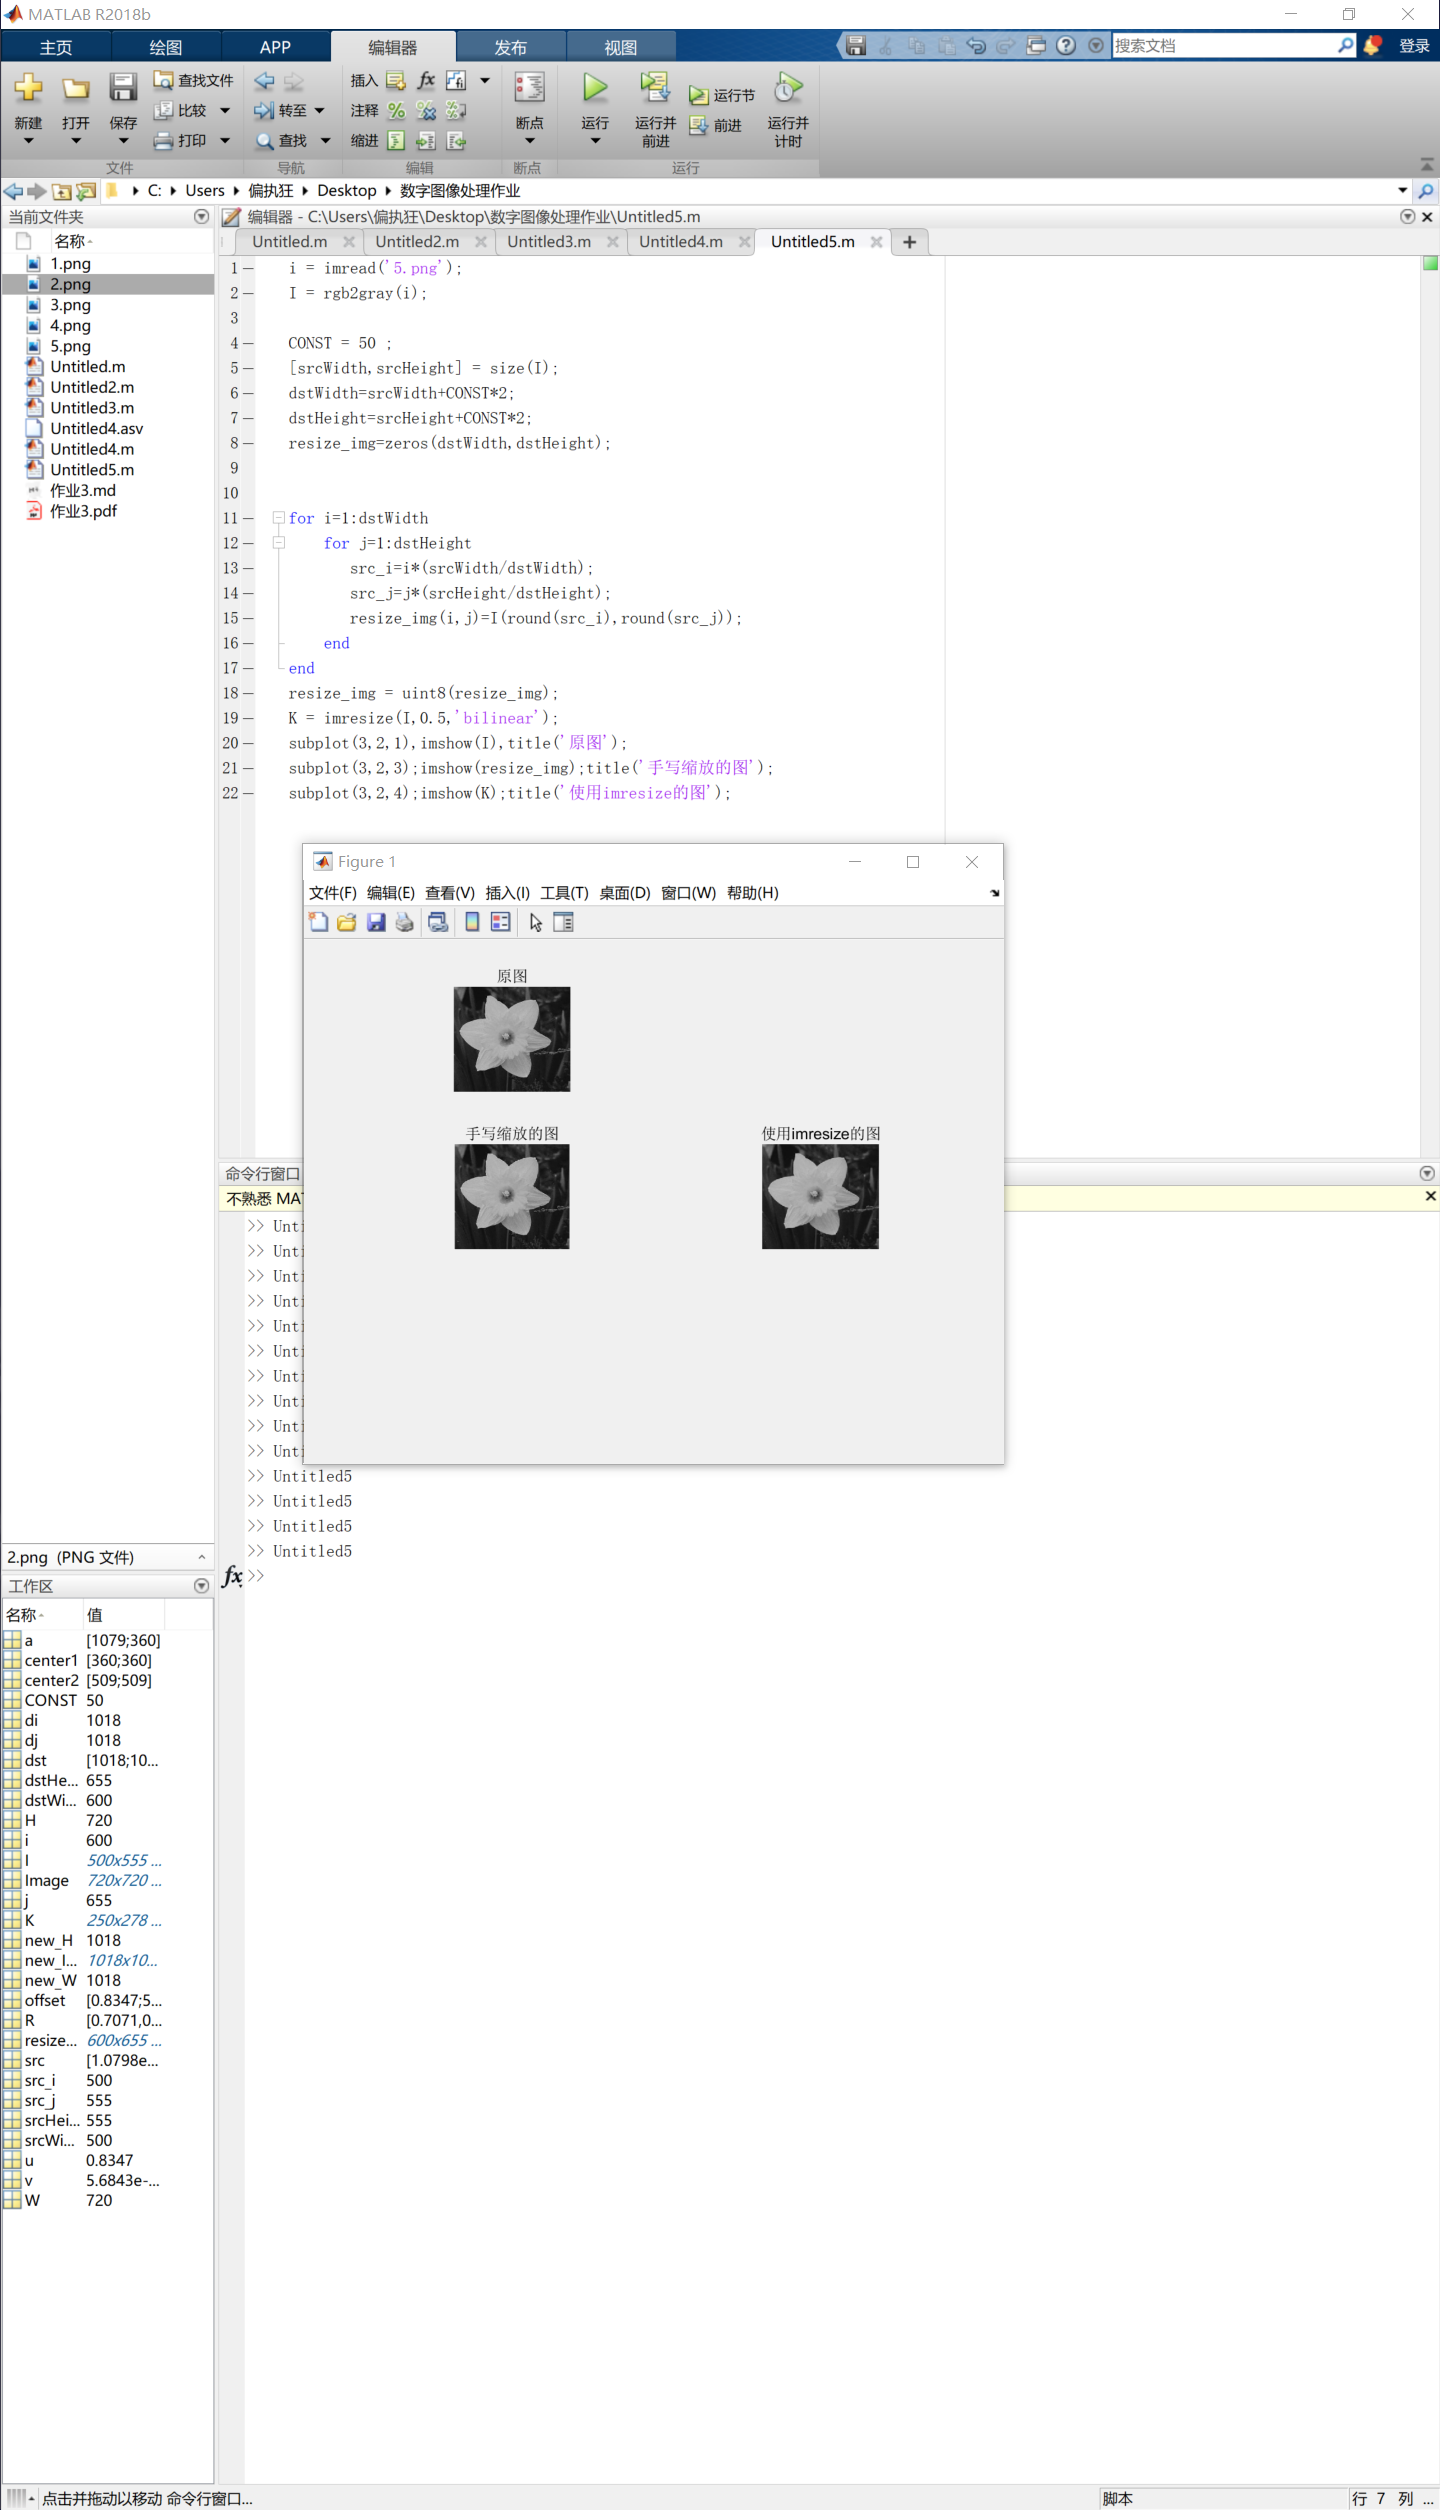 MATLAB R2018b
主页 绘图 APP 编辑器 发布 视图 搜索文档 登录
查找文件 插入 fx
比较 转至 注释 运行节
新建 打开 保存 断点 运行 运行并前进 前进 运行并计时
打印 查找 缩进
文件 导航 编辑 断点 运行
C: Users 偏执狂 Desktop 数字图像处理作业
当前文件夹
名称
1.png
2.png
3.png
4.png
5.png
Untitled.m
Untitled2.m
Untitled3.m
Untitled4.asv
Untitled4.m
Untitled5.m
作业3.md
作业3.pdf
编辑器 - C:\Users\偏执狂\Desktop\数字图像处理作业\Untitled5.m
Untitled.m Untitled2.m Untitled3.m Untitled4.m Untitled5.m
1 i = imread('5.png');
2 I = rgb2gray(i);
3
4 CONST = 50 ;
5 [srcWidth,srcHeight] = size(I);
6 dstWidth=srcWidth+CONST*2;
7 dstHeight=srcHeight+CONST*2;
8 resize_img=zeros(dstWidth,dstHeight);
9
10
11 for i=1:dstWidth
12 for j=1:dstHeight
13 src_i=i*(srcWidth/dstWidth);
14 src_j=j*(srcHeight/dstHeight);
15 resize_img(i,j)=I(round(src_i),round(src_j));
16 end
17 end
18 resize_img = uint8(resize_img);
19 K = imresize(I,0.5,'bilinear');
20 subplot(3,2,1),imshow(I),title('原图');
21 subplot(3,2,3);imshow(resize_img);title('手写缩放的图');
22 subplot(3,2,4);imshow(K);title('使用imresize的图');
Figure 1
文件(F) 编辑(E) 查看(V) 插入(I) 工具(T) 桌面(D) 窗口(W) 帮助(H)
原图
手写缩放的图 使用imresize的图
命令行窗口
不熟悉 MAT
>> Unti
>> Unti
>> Unti
>> Unti
>> Unti
>> Unti
>> Unti
>> Unti
>> Unti
>> Unti
>> Untitled5
>> Untitled5
>> Untitled5
>> Untitled5
fx >>
2.png (PNG 文件)
工作区
名称 值
a [1079;360]
center1 [360;360]
center2 [509;509]
CONST 50
di 1018
dj 1018
dst [1018;10...
dstHe... 655
dstWi... 600
H 720
i 600
I 500x555 ...
Image 720x720 ...
j 655
K 250x278 ...
new_H 1018
new_I... 1018x10...
new_W 1018
offset [0.8347;5...
R [0.7071,0...
resize... 600x655 ...
src [1.0798e...
src_i 500
src_j 555
srcHei... 555
srcWi... 500
u 0.8347
v 5.6843e-...
W 720
点击并拖动以移动 命令行窗口... 脚本 行 7 列 ...